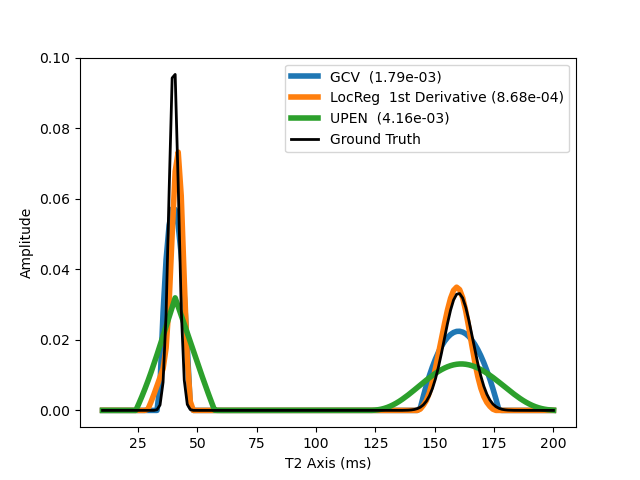 0.10
0.08
0.06
0.04
0.02
0.00
Amplitude
GCV (1.79e-03)
LocReg 1st Derivative (8.68e-04)
UPEN (4.16e-03)
Ground Truth
25 50 75 100 125 150 175 200
T2 Axis (ms)